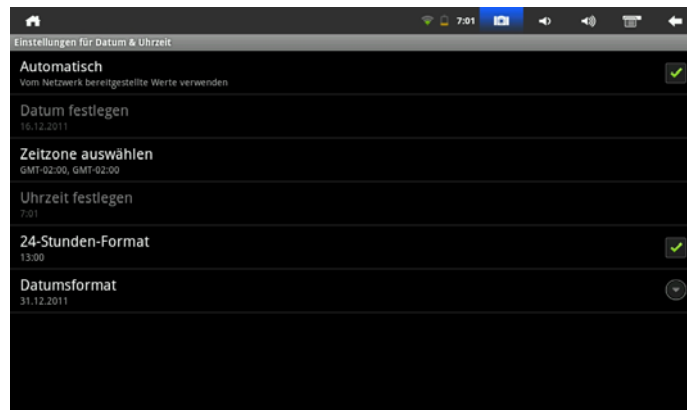 7:01
Einstellungen für Datum & Uhrzeit
Automatisch
Vom Netzwerk bereitgestellte Werte verwenden
Datum festlegen
16.12.2011
Zeitzone auswählen
GMT-02:00, GMT-02:00
Uhrzeit festlegen
7:01
24-Stunden-Format
13:00
Datumsformat
31.12.2011